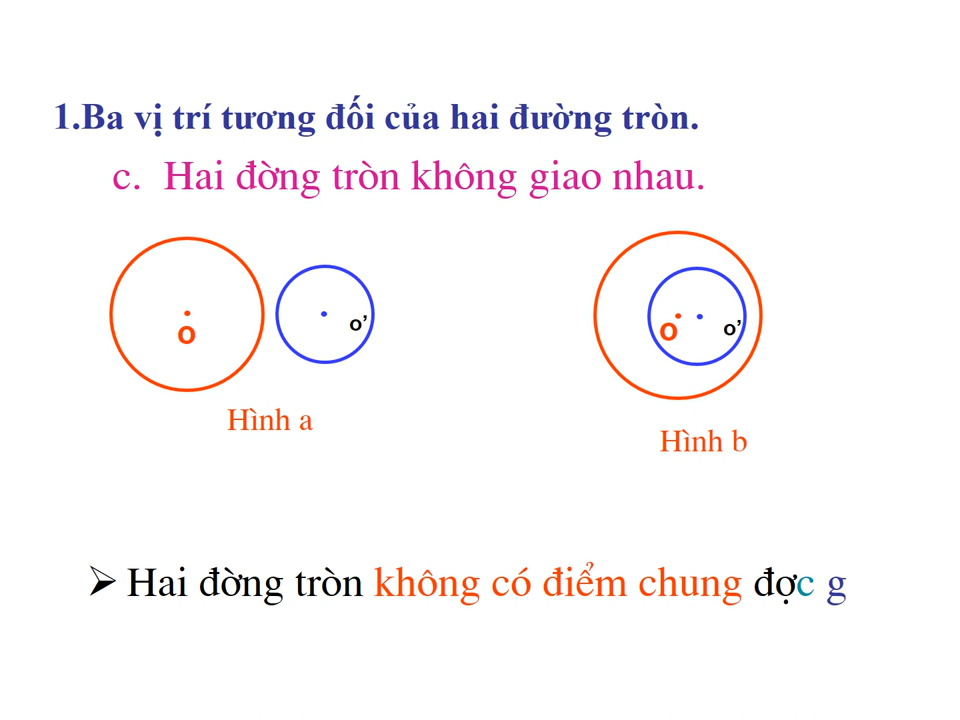 1.Ba vị trí tương đối của hai đường tròn.
c. Hai đờng tròn không giao nhau.
O
O’
O
O’
Hình a
Hình b
➢ Hai đờng tròn không có điểm chung đợc g